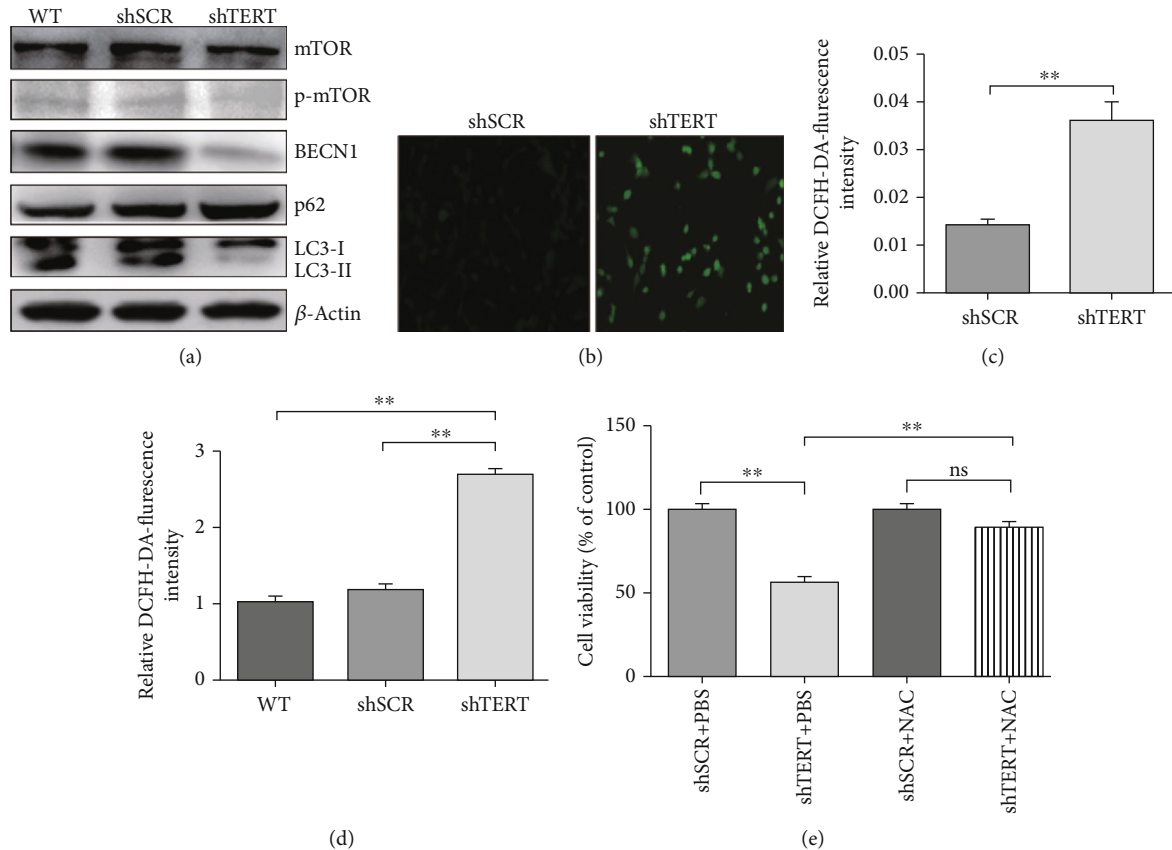 WT shSCR shTERT
mTOR
p-mTOR
BECN1
p62
LC3-I
LC3-II
β-Actin
(a)
shSCR shTERT
(b)
Relative DCFH-DA-flurescence
intensity
0.05
0.04
0.03
0.02
0.01
0.00
**
shSCR shTERT
(c)
Relative DCFH-DA-flurescence
intensity
3
2
1
0
**
**
WT shSCR shTERT
(d)
Cell viability (% of control)
150
100
50
0
**
**
ns
shSCR+PBS
shTERT+PBS
shSCR+NAC
shTERT+NAC
(e)